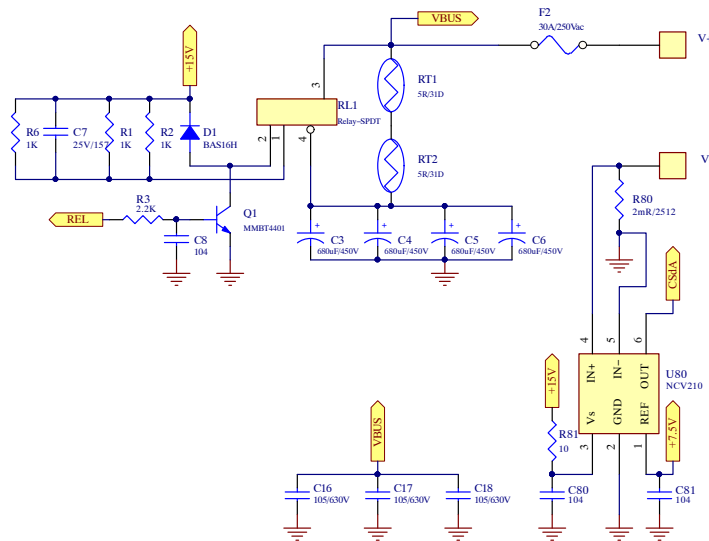 VBUS
F2
30A/250Vac
V-
+15V
3
RT1
5R/31D
RL1
Relay-SPDT
2
1
4
R6
1K
C7
25V/157
R1
1K
R2
1K
D1
BAS16H
RT2
5R/31D
V
R80
2mR/2512
R3
2.2K
REL
Q1
MMBT4401
C8
104
+
C3
680uF/450V
+
C4
680uF/450V
+
C5
680uF/450V
+
C6
680uF/450V
CSdA
4
5
6
IN+
IN-
OUT
U80
NCV210
Vs
GND
REF
3
2
1
+15V
R81
10
+7.5V
C80
104
C81
104
VBUS
C16
105/630V
C17
105/630V
C18
105/630V